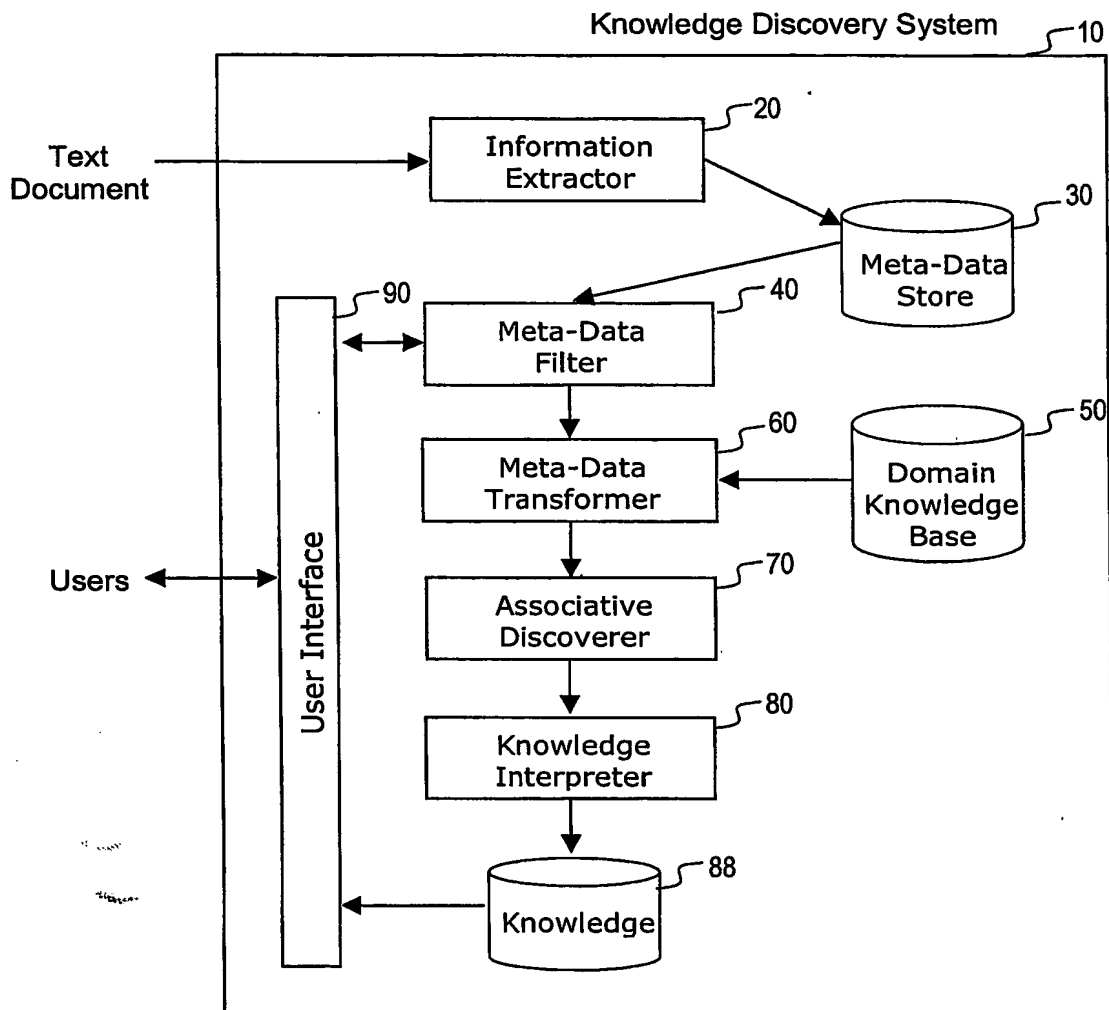 Knowledge Discovery System
10
20
Information
Extractor
Text
Document
30
Meta-Data
Store
90
40
Meta-Data
Filter
50
60
Meta-Data
Transformer
Domain
Knowledge
Base
Users
User Interface
70
Associative
Discoverer
80
Knowledge
Interpreter
88
Knowledge